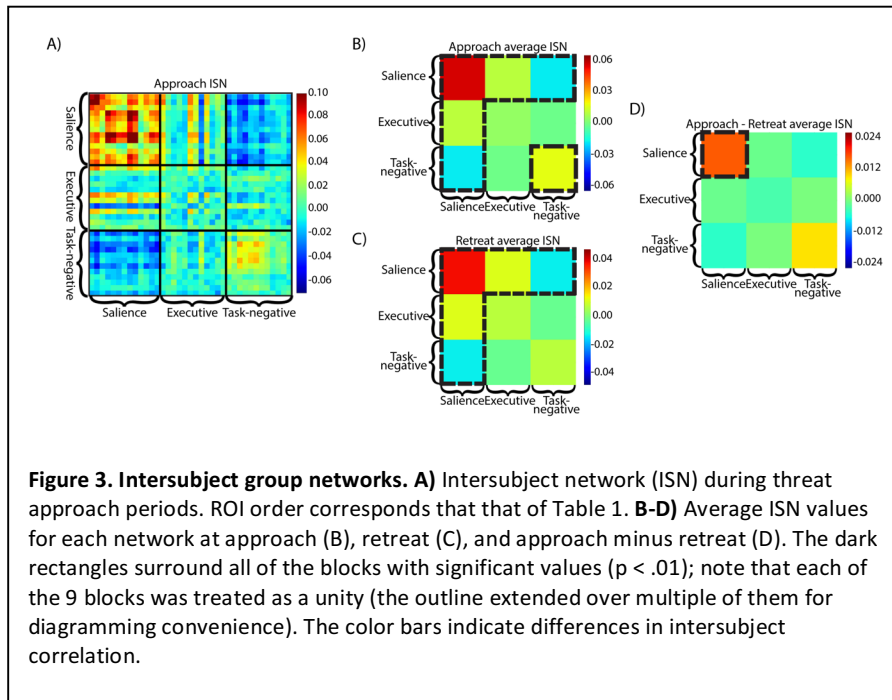 A)
Approach ISN
Salience
Executive
Task-negative
Salience
Executive
Task-negative
0.10
0.08
0.06
0.04
0.02
0.00
-0.02
-0.04
-0.06
B)
Approach average ISN
Salience
Executive
Task-
negative
Salience
Executive
Task-
negative
0.06
0.03
0.00
-0.03
-0.06
C)
Retreat average ISN
Salience
Executive
Task-
negative
Salience
Executive
Task-
negative
0.04
0.02
0.00
-0.02
-0.04
D)
Approach - Retreat average ISN
Salience
Executive
Task-
negative
Salience
Executive
Task-
negative
0.024
0.012
0.000
-0.012
-0.024
Figure 3. Intersubject group networks. A) Intersubject network (ISN) during threat
approach periods. ROI order corresponds that that of Table 1. B-D) Average ISN values
for each network at approach (B), retreat (C), and approach minus retreat (D). The dark
rectangles surround all of the blocks with significant values (p < .01); note that each of
the 9 blocks was treated as a unity (the outline extended over multiple of them for
diagramming convenience). The color bars indicate differences in intersubject
correlation.